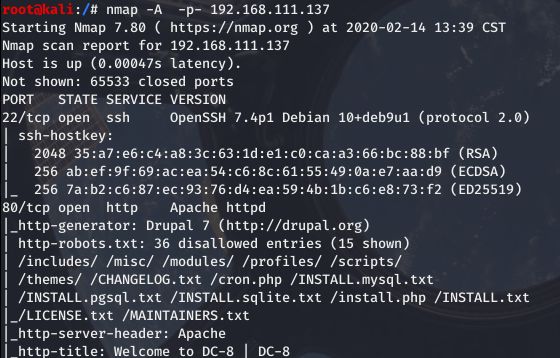 root@kali:/# nmap -A  -p- 192.168.111.137
Starting Nmap 7.80 ( https://nmap.org ) at 2020-02-14 13:39 CST
Nmap scan report for 192.168.111.137
Host is up (0.00047s latency).
Not shown: 65533 closed ports
PORT   STATE SERVICE VERSION
22/tcp open  ssh     OpenSSH 7.4p1 Debian 10+deb9u1 (protocol 2.0)
| ssh-hostkey:
|   2048 35:a7:e6:c4:a8:3c:63:1d:e1:c0:ca:a3:66:bc:88:bf (RSA)
|   256 ab:ef:9f:69:ac:ea:54:c6:8c:61:55:49:0a:e7:aa:d9 (ECDSA)
|_  256 7a:b2:c6:87:ec:93:76:d4:ea:59:4b:1b:c6:e8:73:f2 (ED25519)
80/tcp open  http    Apache httpd
|_http-generator: Drupal 7 (http://drupal.org)
| http-robots.txt: 36 disallowed entries (15 shown)
| /includes/ /misc/ /modules/ /profiles/ /scripts/
| /themes/ /CHANGELOG.txt /cron.php /INSTALL.mysql.txt
| /INSTALL.pgsql.txt /INSTALL.sqlite.txt /install.php /INSTALL.txt
|_/LICENSE.txt /MAINTAINERS.txt
|_http-server-header: Apache
|_http-title: Welcome to DC-8 | DC-8